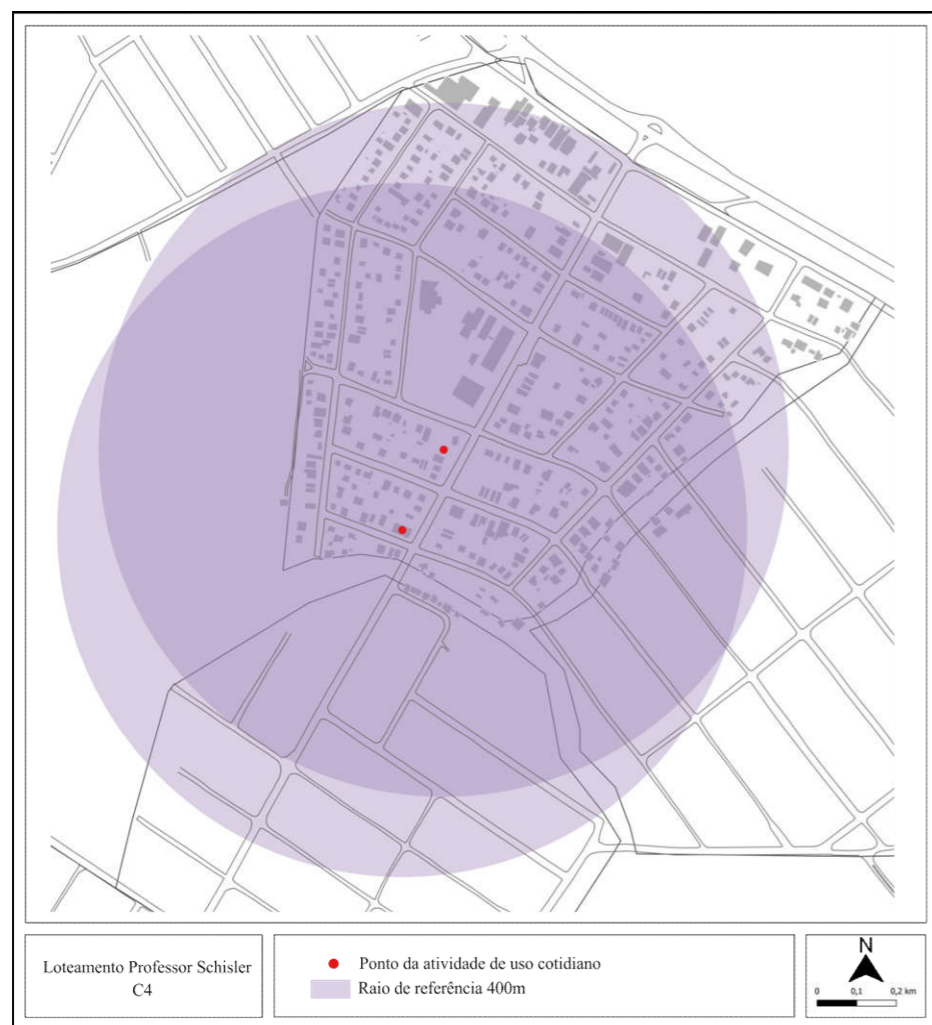 Loteamento Professor Schisler
C4
Ponto da atividade de uso cotidiano
Raio de referência 400m
N
0 0,1 0,2 km